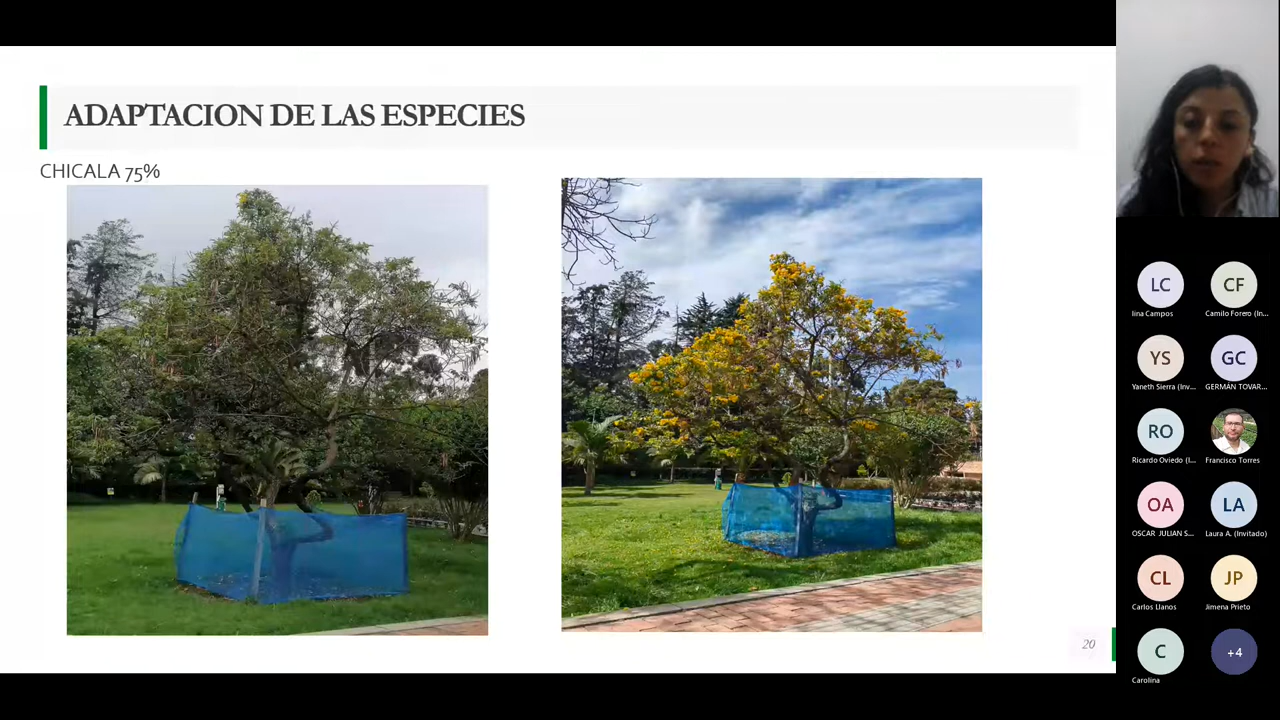 ADAPTACION DE LAS ESPECIES
CHICALA 75%
20
LC
CF
lina Campos
Camilo Forero (In...
YS
GC
Yaneth Sierra (Inv...
GERMÁN TOVAR...
RO
Ricardo Oviedo (I...
Francisco Torres
OA
LA
OSCAR JULIAN S...
Laura A. (Invitado)
CL
JP
Carlos Llanos
Jimena Prieto
C
+4
Carolina